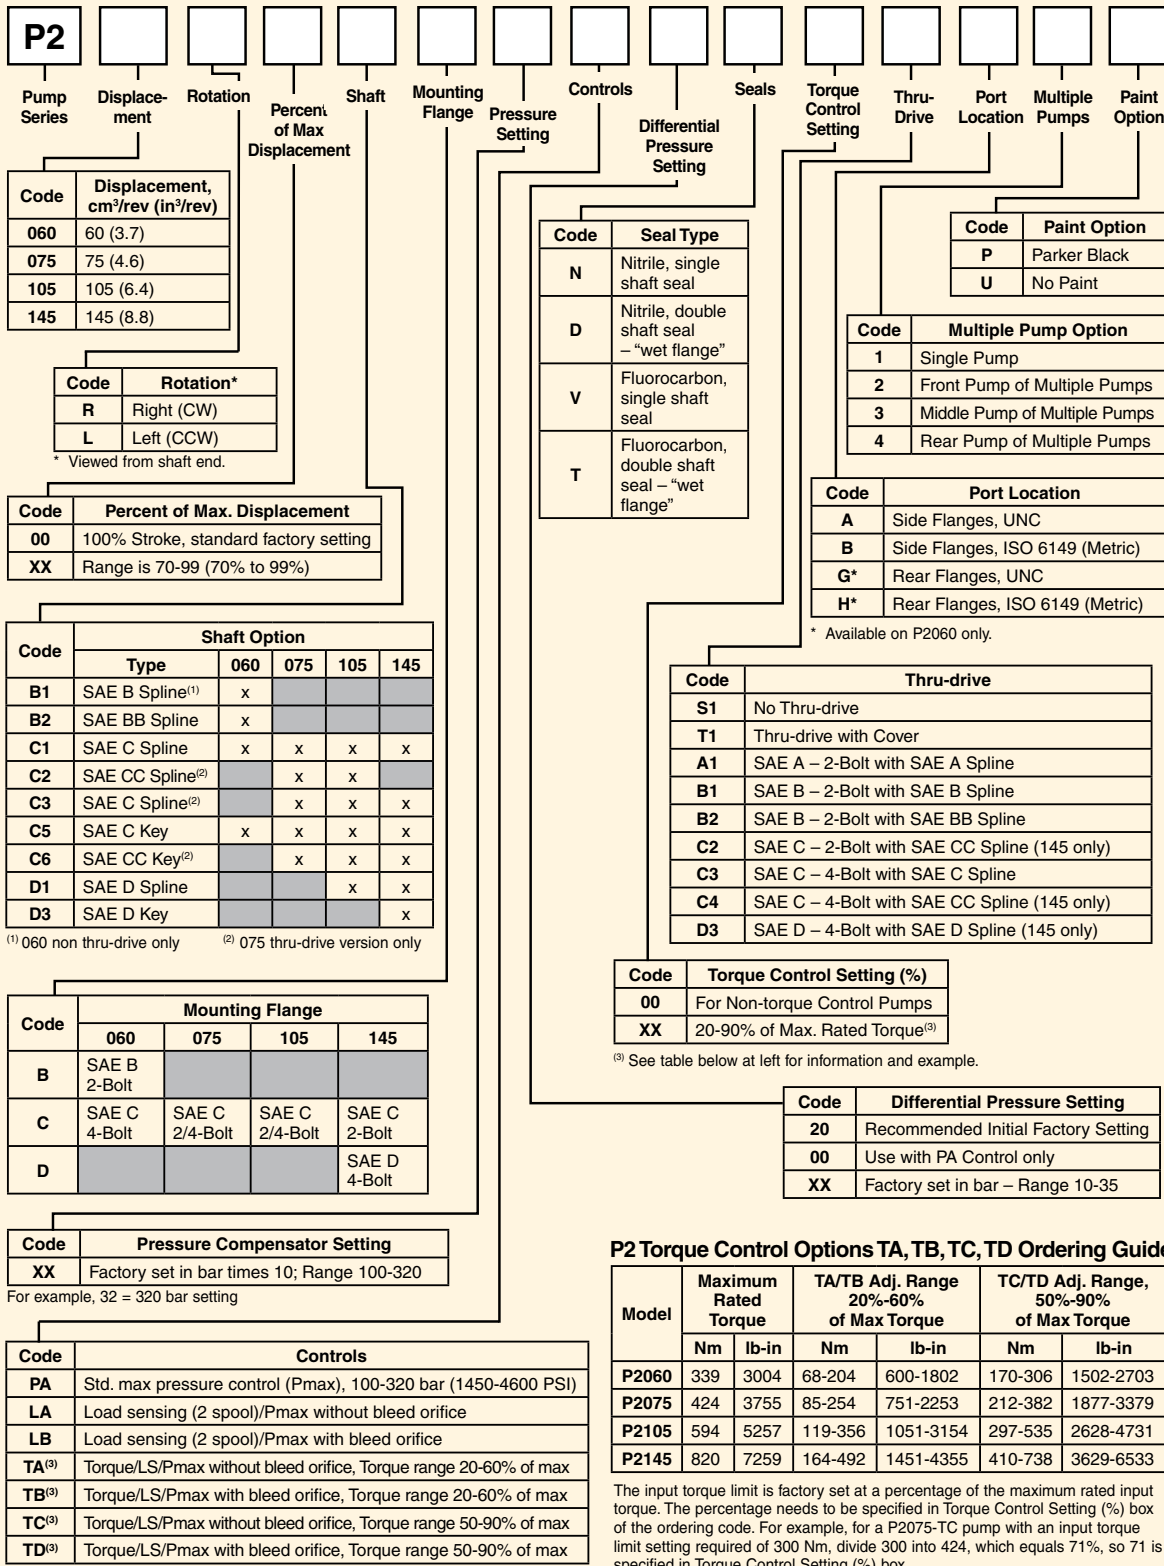 P2
Pump Series
Displace-ment
Rotation
Percent of Max Displacement
Shaft
Mounting Flange
Pressure Setting
Controls
Differential Pressure Setting
Seals
Torque Control Setting
Thru-Drive
Port Location
Multiple Pumps
Paint Option
Code Displacement, cm³/rev (in³/rev)
060 60 (3.7)
075 75 (4.6)
105 105 (6.4)
145 145 (8.8)
Code Rotation*
R Right (CW)
L Left (CCW)
* Viewed from shaft end.
Code Percent of Max. Displacement
00 100% Stroke, standard factory setting
XX Range is 70-99 (70% to 99%)
Code Shaft Option
Type 060 075 105 145
B1 SAE B Spline(1) x
B2 SAE BB Spline x
C1 SAE C Spline x x x x
C2 SAE CC Spline(2) x x
C3 SAE C Spline(2) x x x
C5 SAE C Key x x x x
C6 SAE CC Key(2) x x x
D1 SAE D Spline x x
D3 SAE D Key x
(1) 060 non thru-drive only (2) 075 thru-drive version only
Code Mounting Flange
060 075 105 145
B SAE B 2-Bolt
C SAE C 4-Bolt SAE C 2/4-Bolt SAE C 2/4-Bolt SAE C 2-Bolt
D SAE D 4-Bolt
Code Pressure Compensator Setting
XX Factory set in bar times 10; Range 100-320
For example, 32 = 320 bar setting
Code Controls
PA Std. max pressure control (Pmax), 100-320 bar (1450-4600 PSI)
LA Load sensing (2 spool)/Pmax without bleed orifice
LB Load sensing (2 spool)/Pmax with bleed orifice
TA(3) Torque/LS/Pmax without bleed orifice, Torque range 20-60% of max
TB(3) Torque/LS/Pmax with bleed orifice, Torque range 20-60% of max
TC(3) Torque/LS/Pmax without bleed orifice, Torque range 50-90% of max
TD(3) Torque/LS/Pmax with bleed orifice, Torque range 50-90% of max
Code Seal Type
N Nitrile, single shaft seal
D Nitrile, double shaft seal – “wet flange”
V Fluorocarbon, single shaft seal
T Fluorocarbon, double shaft seal – “wet flange”
Code Paint Option
P Parker Black
U No Paint
Code Multiple Pump Option
1 Single Pump
2 Front Pump of Multiple Pumps
3 Middle Pump of Multiple Pumps
4 Rear Pump of Multiple Pumps
Code Port Location
A Side Flanges, UNC
B Side Flanges, ISO 6149 (Metric)
G* Rear Flanges, UNC
H* Rear Flanges, ISO 6149 (Metric)
* Available on P2060 only.
Code Thru-drive
S1 No Thru-drive
T1 Thru-drive with Cover
A1 SAE A – 2-Bolt with SAE A Spline
B1 SAE B – 2-Bolt with SAE B Spline
B2 SAE B – 2-Bolt with SAE BB Spline
C2 SAE C – 2-Bolt with SAE CC Spline (145 only)
C3 SAE C – 4-Bolt with SAE C Spline
C4 SAE C – 4-Bolt with SAE CC Spline (145 only)
D3 SAE D – 4-Bolt with SAE D Spline (145 only)
Code Torque Control Setting (%)
00 For Non-torque Control Pumps
XX 20-90% of Max. Rated Torque(3)
(3) See table below at left for information and example.
Code Differential Pressure Setting
20 Recommended Initial Factory Setting
00 Use with PA Control only
XX Factory set in bar – Range 10-35
P2 Torque Control Options TA, TB, TC, TD Ordering Guide
Model Maximum Rated Torque TA/TB Adj. Range 20%-60% of Max Torque TC/TD Adj. Range, 50%-90% of Max Torque
Nm lb-in Nm lb-in Nm lb-in
P2060 339 3004 68-204 600-1802 170-306 1502-2703
P2075 424 3755 85-254 751-2253 212-382 1877-3379
P2105 594 5257 119-356 1051-3154 297-535 2628-4731
P2145 820 7259 164-492 1451-4355 410-738 3629-6533
The input torque limit is factory set at a percentage of the maximum rated input
torque. The percentage needs to be specified in Torque Control Setting (%) box
of the ordering code. For example, for a P2075-TC pump with an input torque
limit setting required of 300 Nm, divide 300 into 424, which equals 71%, so 71 is
specified in Torque Control Setting (%) box